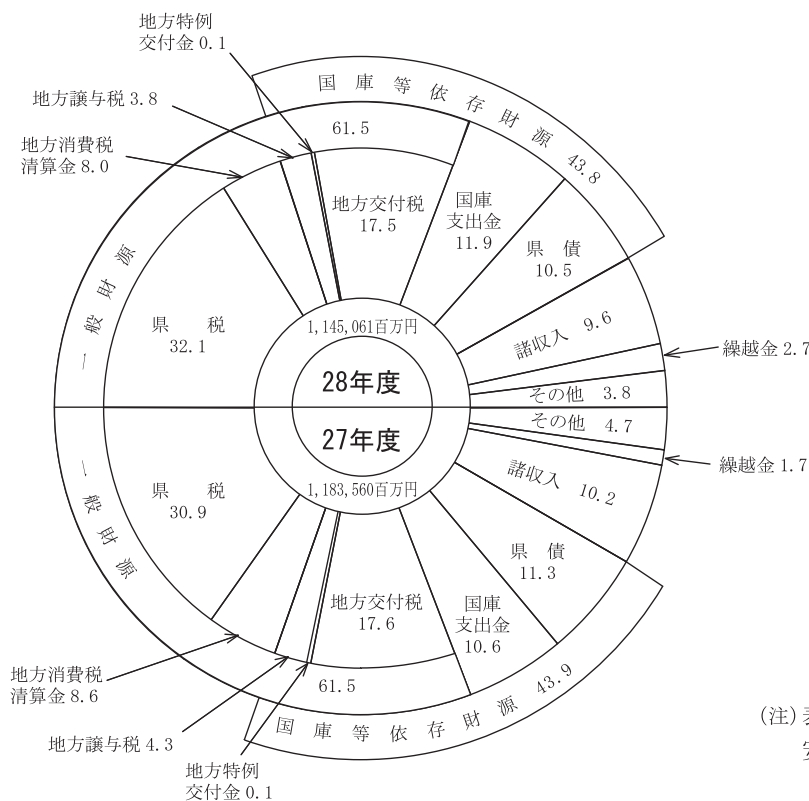 地方特例
交付金 0.1
地方譲与税 3.8
地方消費税
清算金 8.0
国庫等依存財源 43.8
61.5
地方交付税
17.5
国庫
支出金
11.9
県債
10.5
一般財源
県税
32.1
諸収入 9.6
繰越金 2.7
その他 3.8
1,145,061百万円
28年度
27年度
1,183,560百万円
その他 4.7
繰越金 1.7
諸収入 10.2
一般財源
県税
30.9
県債
11.3
地方交付税
17.6
国庫
支出金
10.6
61.5
国庫等依存財源 43.9
地方消費税
清算金 8.6
地方譲与税 4.3
地方特例
交付金 0.1
(注)